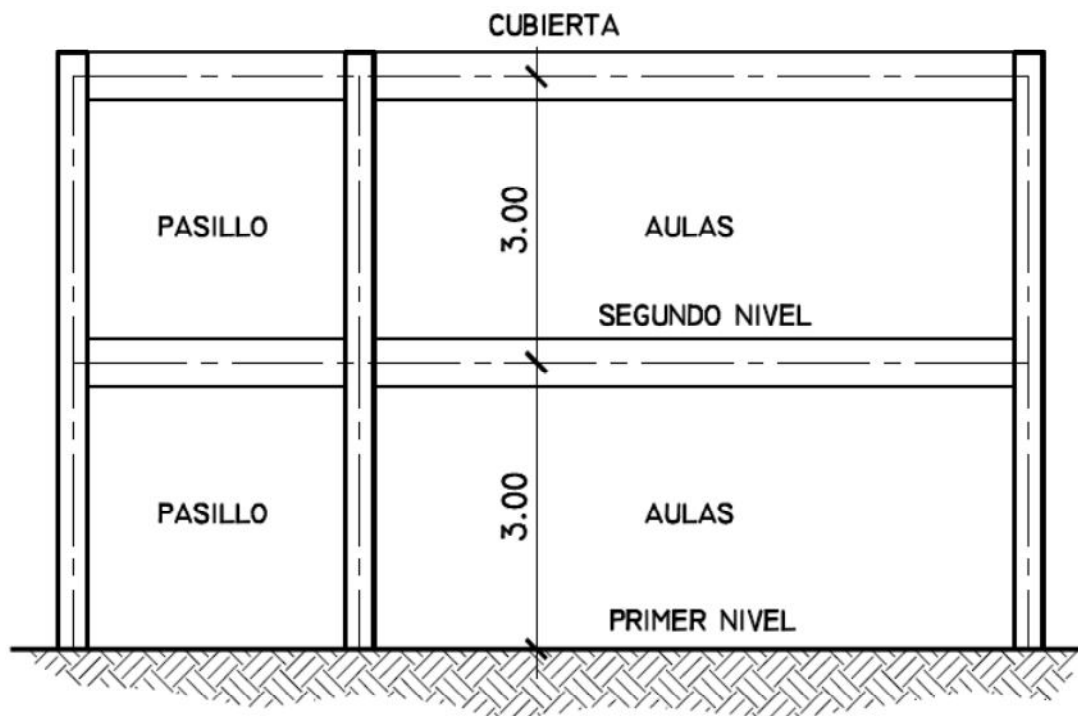 CUBIERTA
PASILLO
3.00
AULAS
SEGUNDO NIVEL
PASILLO
3.00
AULAS
PRIMER NIVEL